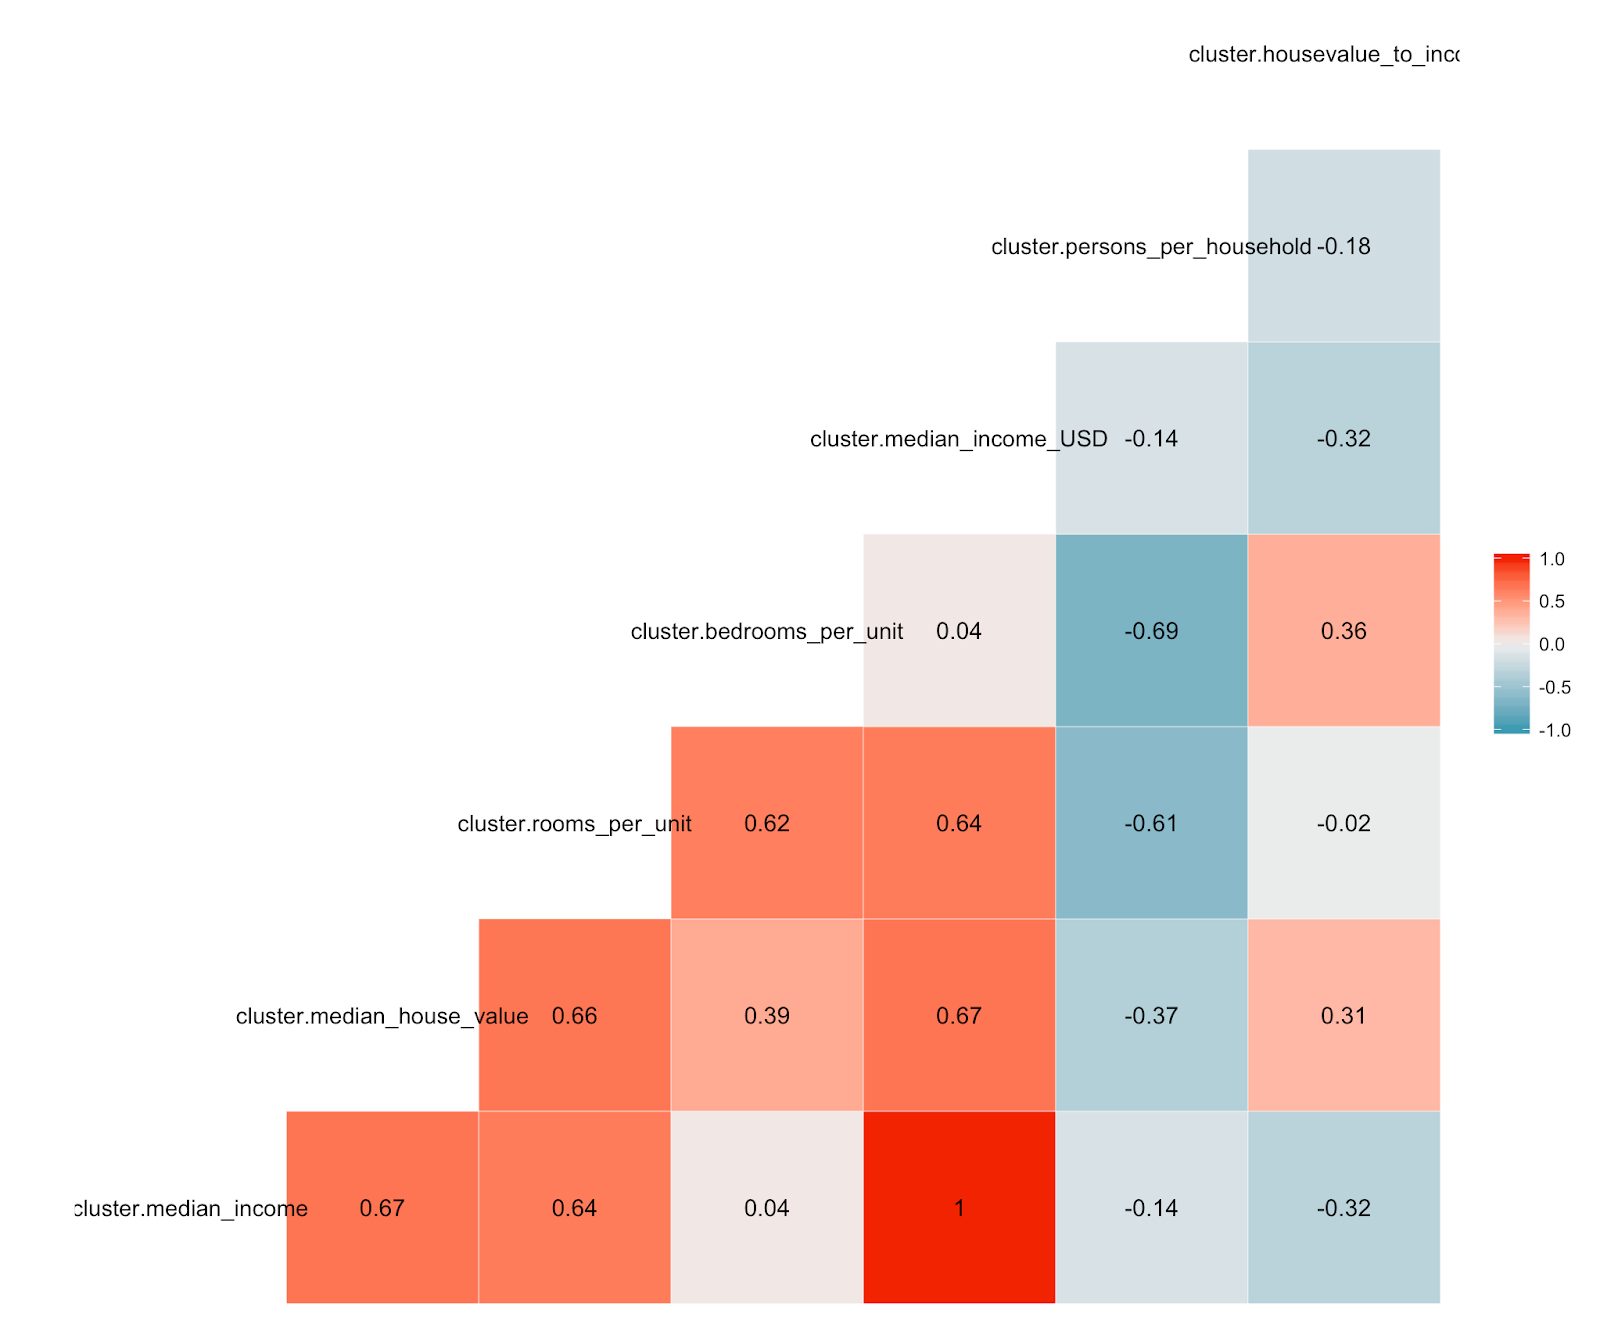 cluster.housevalue_to_inc
cluster.persons_per_household -0.18
cluster.median_income_USD -0.14 -0.32
1.0
0.5
cluster.bedrooms_per_unit 0.04 -0.69 0.36
0.0
-0.5
-1.0
cluster.rooms_per_unit 0.62 0.64 -0.61 -0.02
cluster.median_house_value 0.66 0.39 0.67 -0.37 0.31
cluster.median_income 0.67 0.64 0.04 1 -0.14 -0.32